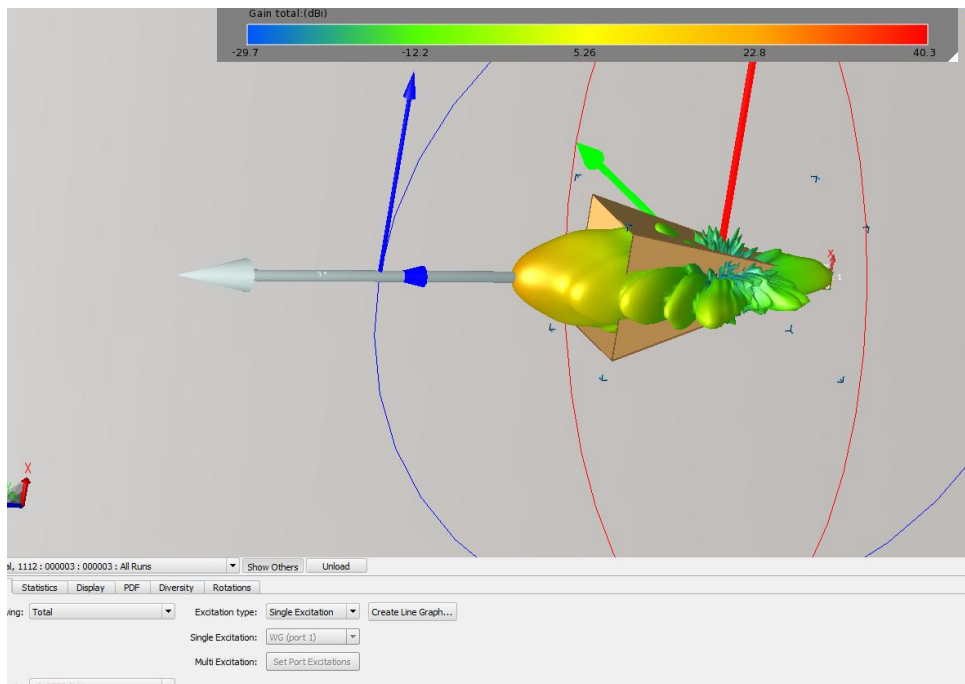 Gain total:(dBi)
-29.7 -12.2 5.26 22.8 40.3
X
1
X
1112 : 000003 : 000003 : All Runs Show Others Unload
Statistics Display PDF Diversity Rotations
Total Excitation type: Single Excitation Create Line Graph...
Single Excitation: WG (port 1)
Multi Excitation: Set Port Excitations